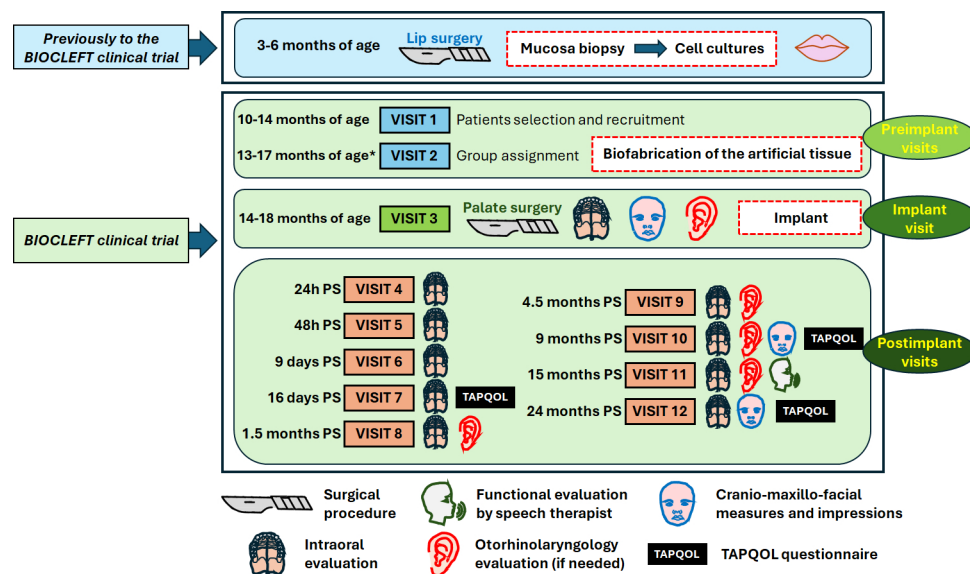 Previously to the
BIOCLEFT clinical trial
3-6 months of age
Lip surgery
Mucosa biopsy
Cell cultures
10-14 months of age
VISIT 1
Patients selection and recruitment
13-17 months of age*
VISIT 2
Group assignment
Biofabrication of the artificial tissue
Preimplant
visits
BIOCLEFT clinical trial
14-18 months of age
VISIT 3
Palate surgery
Implant
Implant
visit
24h PS
VISIT 4
48h PS
VISIT 5
9 days PS
VISIT 6
16 days PS
VISIT 7
TAPQOL
1.5 months PS
VISIT 8
4.5 months PS
VISIT 9
9 months PS
VISIT 10
TAPQOL
15 months PS
VISIT 11
24 months PS
VISIT 12
TAPQOL
Postimplant
visits
Surgical
procedure
Functional evaluation
by speech therapist
Cranio-maxillo-facial
measures and impressions
Intraoral
evaluation
Otorhinolaryngology
evaluation (if needed)
TAPQOL
TAPQOL questionnaire